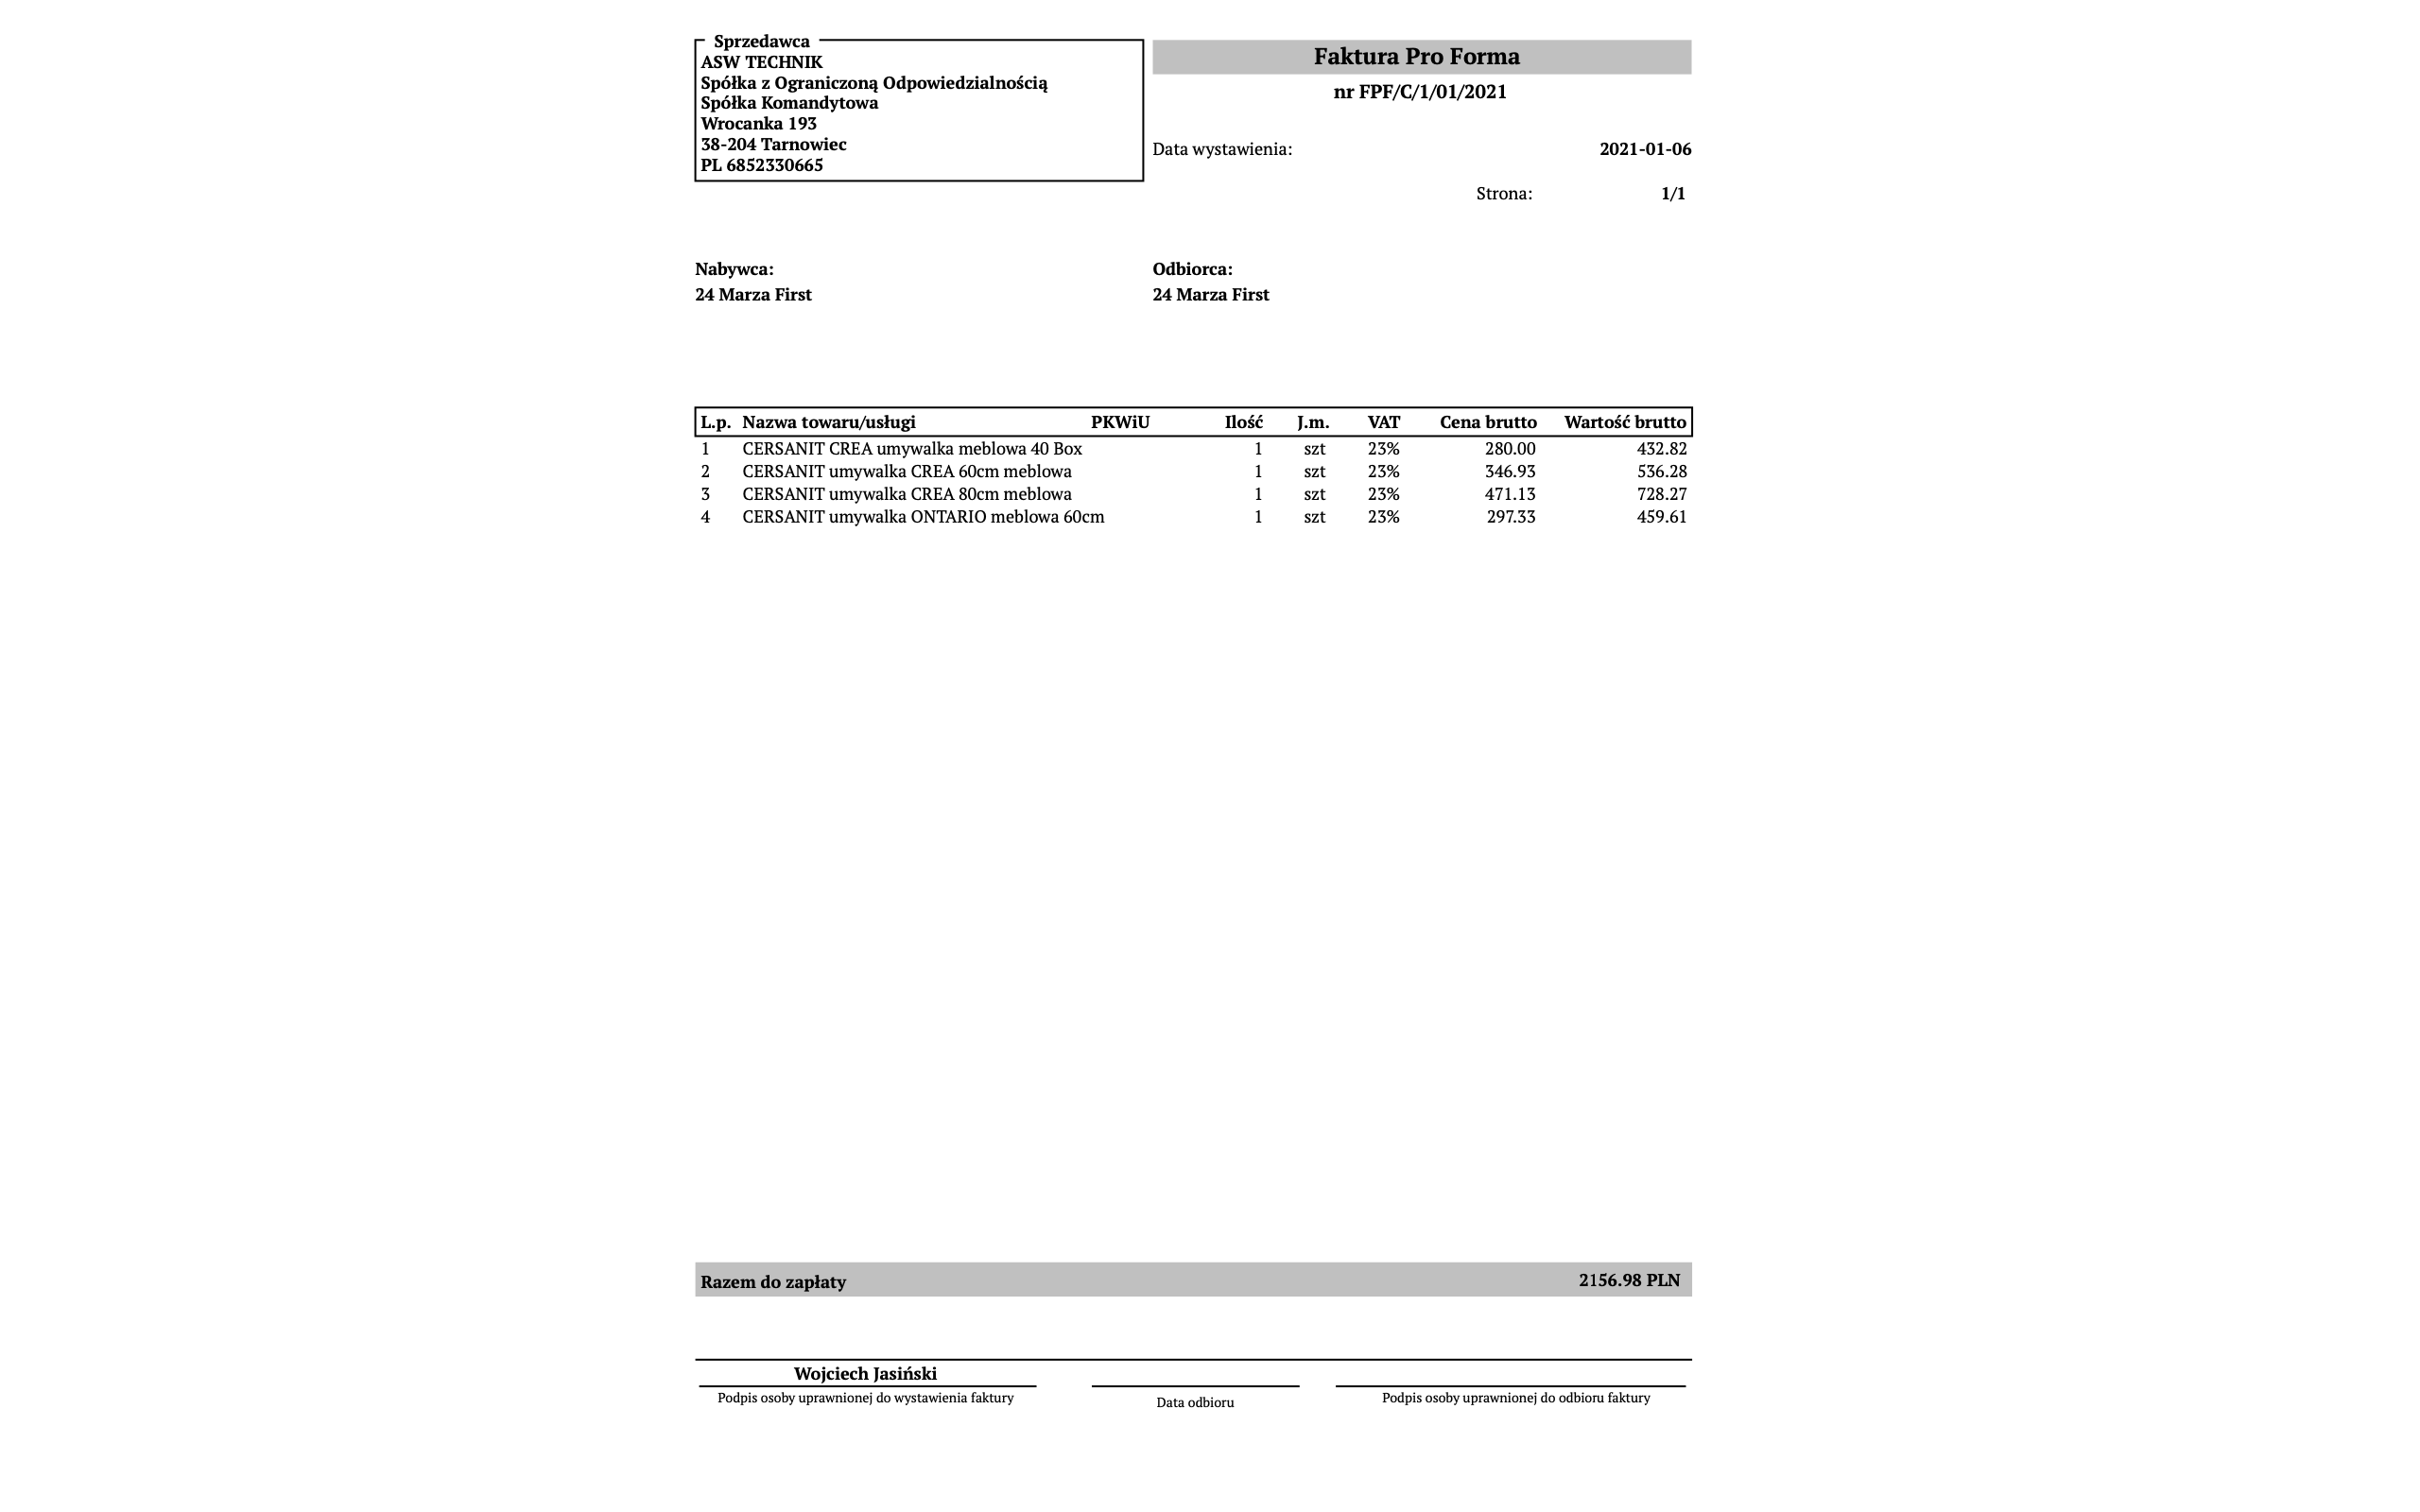 Sprzedawca
ASW TECHNIK
Spółka z Ograniczoną Odpowiedzialnością
Spółka Komandytowa
Wrocanka 193
38-204 Tarnowiec
PL 6852330665
Faktura Pro Forma
nr FPF/C/1/01/2021
Data wystawienia: 2021-01-06
Strona: 1/1
Nabywca:
24 Marza First
Odbiorca:
24 Marza First
L.p. Nazwa towaru/usługi PKWiU Ilość J.m. VAT Cena brutto Wartość brutto
1 CERSANIT CREA umywalka meblowa 40 Box 1 szt 23% 280.00 432.82
2 CERSANIT umywalka CREA 60cm meblowa 1 szt 23% 346.93 536.28
3 CERSANIT umywalka CREA 80cm meblowa 1 szt 23% 471.13 728.27
4 CERSANIT umywalka ONTARIO meblowa 60cm 1 szt 23% 297.33 459.61
Razem do zapłaty 2156.98 PLN
Wojciech Jasiński
Podpis osoby uprawnionej do wystawienia faktury
Data odbioru
Podpis osoby uprawnionej do odbioru faktury